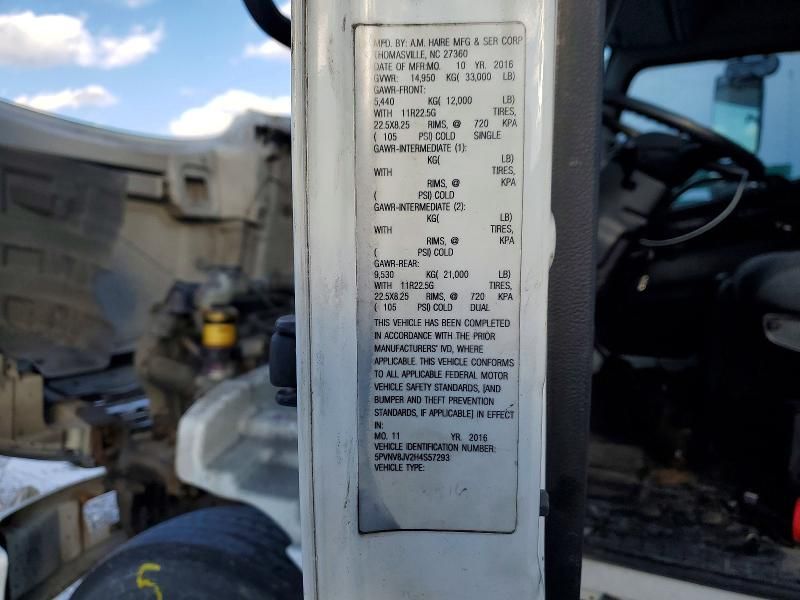 MFD. BY: A.M. HAIRE MFG & SER CORP
THOMASVILLE, NC 27360
DATE OF MFR:MO. 10 YR. 2016
GVWR: 14,950 KG( 33,000 LB)
GAWR-FRONT:
5,440 KG( 12,000 LB)
WITH 11R22.5G TIRES,
22.5X8.25 RIMS, @ 720 KPA
( 105 PSI) COLD SINGLE
GAWR-INTERMEDIATE (1):
KG( LB)
WITH TIRES,
RIMS, @ KPA
( PSI) COLD
GAWR-INTERMEDIATE (2):
KG( LB)
WITH TIRES,
RIMS, @ KPA
( PSI) COLD
GAWR-REAR:
9,530 KG( 21,000 LB)
WITH 11R22.5G TIRES,
22.5X8.25 RIMS, @ 720 KPA
( 105 PSI) COLD DUAL
THIS VEHICLE HAS BEEN COMPLETED
IN ACCORDANCE WITH THE PRIOR
MANUFACTURERS' IVD, WHERE
APPLICABLE. THIS VEHICLE CONFORMS
TO ALL APPLICABLE FEDERAL MOTOR
VEHICLE SAFETY STANDARDS, [AND
BUMPER AND THEFT PREVENTION
STANDARDS, IF APPLICABLE] IN EFFECT
IN:
MO. 11 YR. 2016
VEHICLE IDENTIFICATION NUMBER:
5PVNV8JV2H4S57293
VEHICLE TYPE:
5